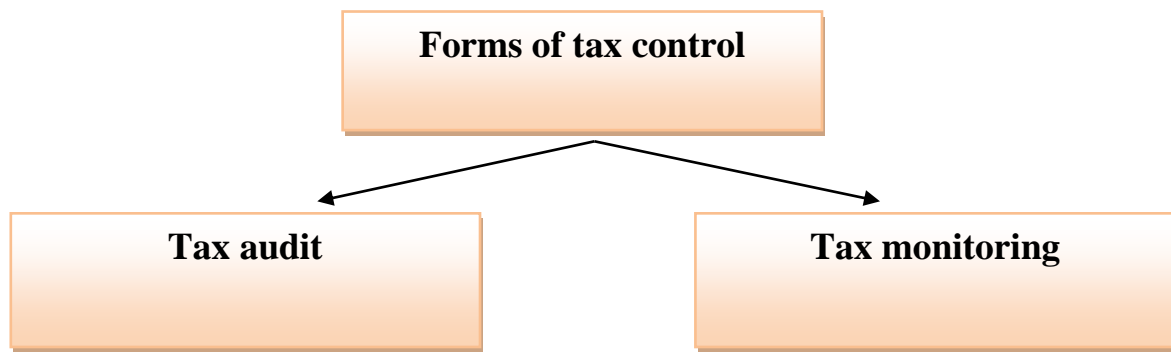 Forms of tax control
Tax audit
Tax monitoring